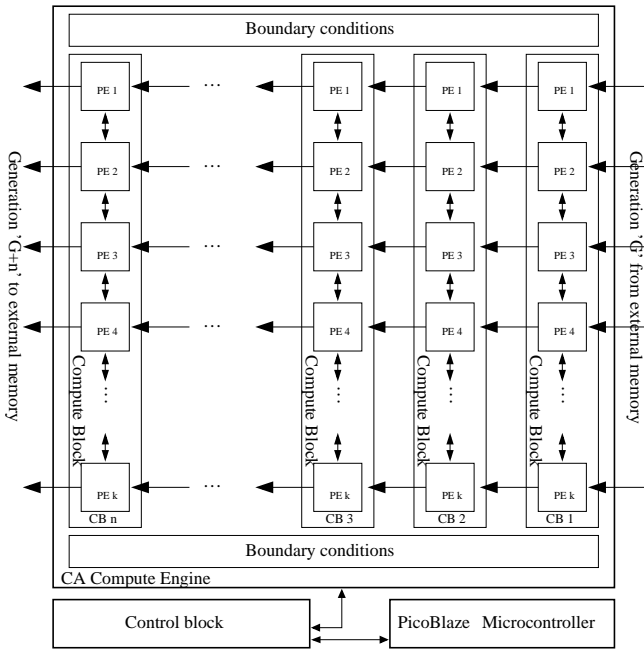 Boundary conditions
PE 1
...
PE 1
PE 1
PE 1
PE 2
PE 2
PE 2
PE 2
PE 3
...
PE 3
PE 3
PE 3
PE 4
...
PE 4
PE 4
PE 4
...
...
...
...
PE k
...
PE k
PE k
PE k
Compute Block
Compute Block
Compute Block
Compute Block
CB n
CB 3
CB 2
CB 1
Generation 'G+n' to external memory
Generation 'G' from external memory
Boundary conditions
CA Compute Engine
Control block
PicoBlaze Microcontroller